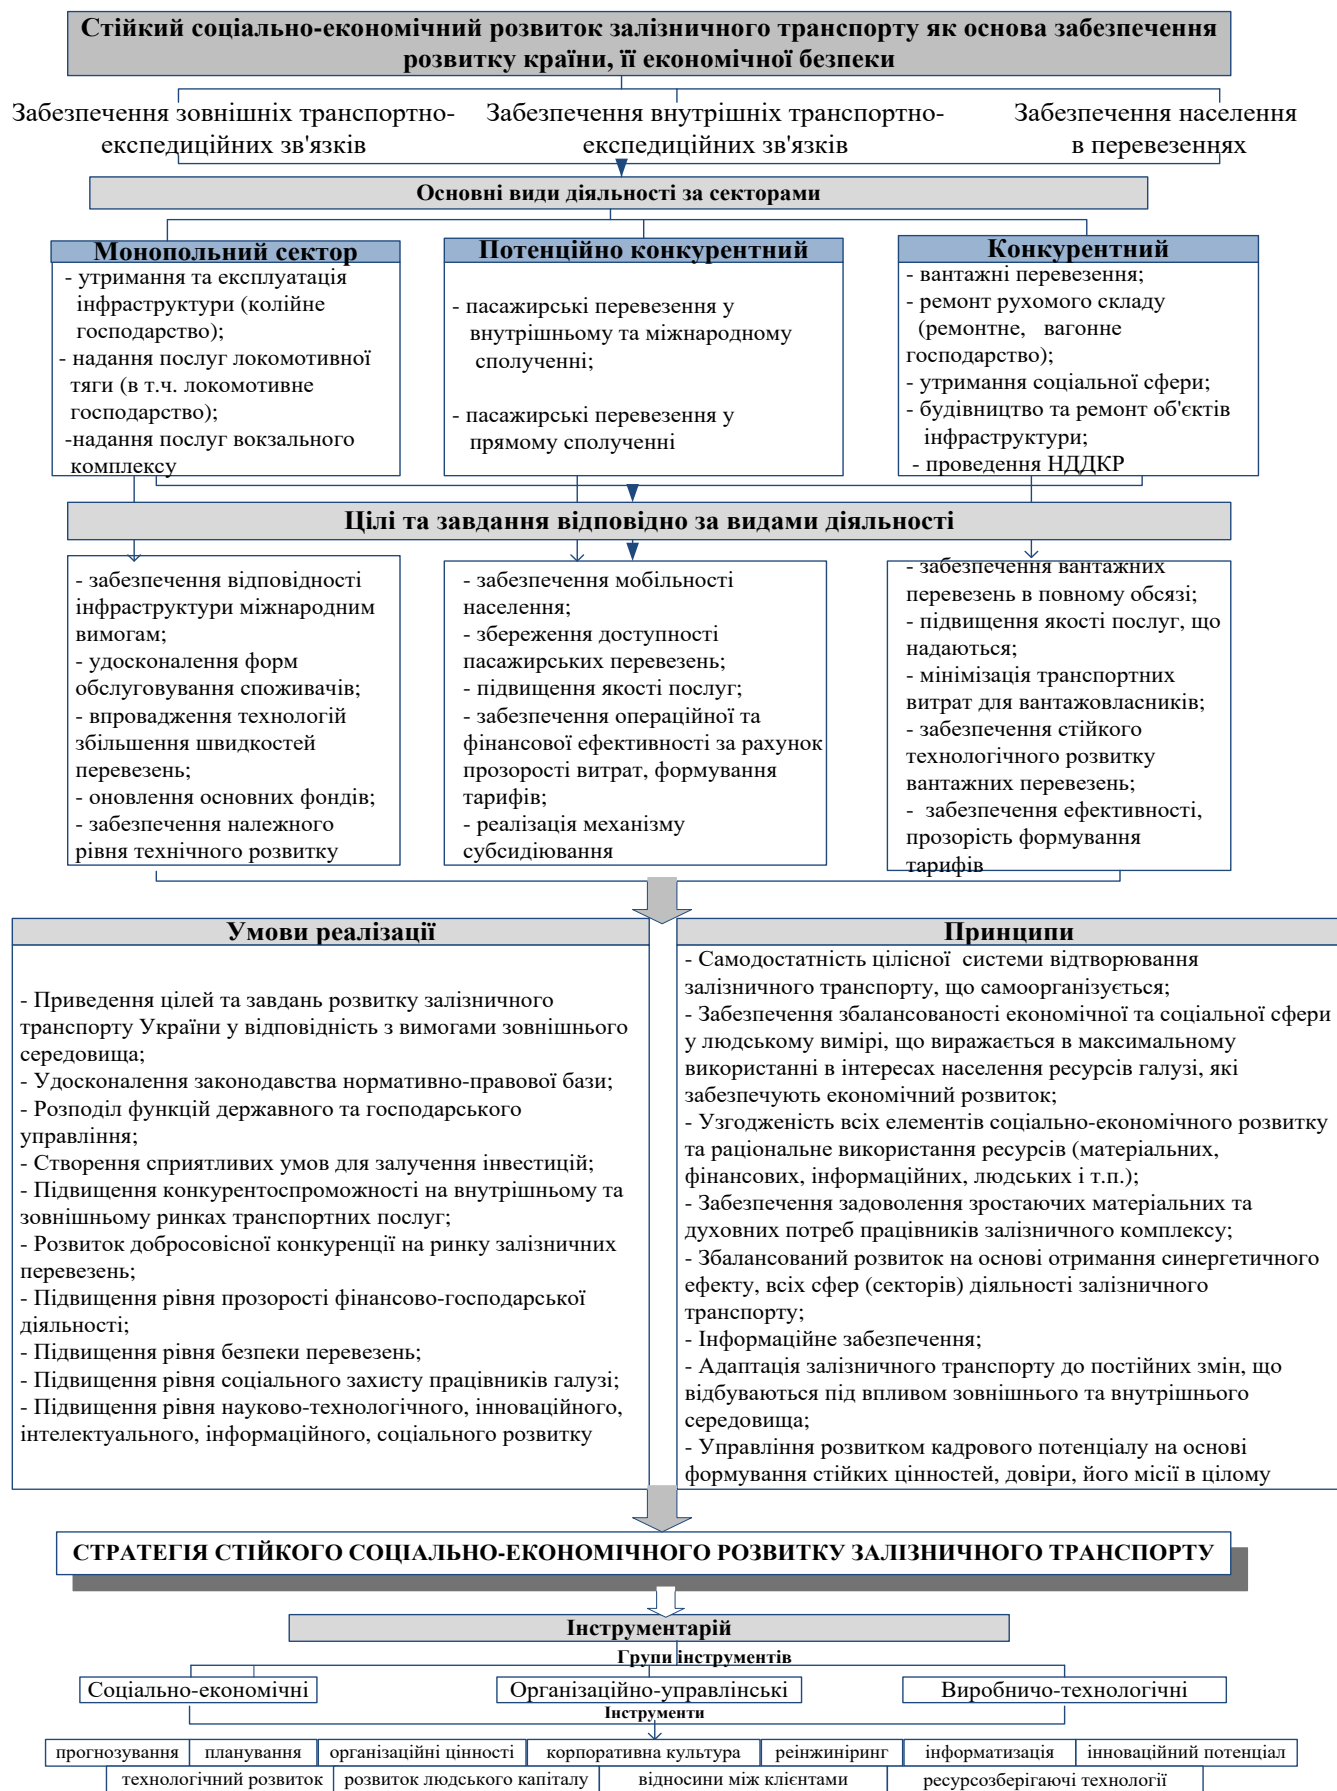 Стійкий соціально-економічний розвиток залізничного транспорту як основа забезпечення
розвитку країни, її економічної безпеки
Забезпечення зовнішніх транспортно-
експедиційних зв'язків
Забезпечення внутрішніх транспортно-
експедиційних зв'язків
Забезпечення населення
в перевезеннях
Основні види діяльності за секторами
Монопольний сектор
- утримання та експлуатація
інфраструктури (колійне
господарство);
- надання послуг локомотивної
тяги (в т.ч. локомотивне
господарство);
-надання послуг вокзального
комплексу
Потенційно конкурентний
- пасажирські перевезення у
внутрішньому та міжнародному
сполученні;
- пасажирські перевезення у
прямому сполученні
Конкурентний
- вантажні перевезення;
- ремонт рухомого складу
(ремонтне, вагонне
господарство);
- утримання соціальної сфери;
- будівництво та ремонт об'єктів
інфраструктури;
- проведення НДДКР
Цілі та завдання відповідно за видами діяльності
- забезпечення відповідності
інфраструктури міжнародним
вимогам;
- удосконалення форм
обслуговування споживачів;
- впровадження технологій
збільшення швидкостей
перевезень;
- оновлення основних фондів;
- забезпечення належного
рівня технічного розвитку
- забезпечення мобільності
населення;
- збереження доступності
пасажирських перевезень;
- підвищення якості послуг;
- забезпечення операційної та
фінансової ефективності за рахунок
прозорості витрат, формування
тарифів;
- реалізація механізму
субсидіювання
- забезпечення вантажних
перевезень в повному обсязі;
- підвищення якості послуг, що
надаються;
- мінімізація транспортних
витрат для вантажовласників;
- забезпечення стійкого
технологічного розвитку
вантажних перевезень;
- забезпечення ефективності,
прозорість формування
тарифів
Умови реалізації
- Приведення цілей та завдань розвитку залізничного
транспорту України у відповідність з вимогами зовнішнього
середовища;
- Удосконалення законодавства нормативно-правової бази;
- Розподіл функцій державного та господарського
управління;
- Створення сприятливих умов для залучення інвестицій;
- Підвищення конкурентоспроможності на внутрішньому та
зовнішньому ринках транспортних послуг;
- Розвиток добросовісної конкуренції на ринку залізничних
перевезень;
- Підвищення рівня прозорості фінансово-господарської
діяльності;
- Підвищення рівня безпеки перевезень;
- Підвищення рівня соціального захисту працівників галузі;
- Підвищення рівня науково-технологічного, інноваційного,
інтелектуального, інформаційного, соціального розвитку
Принципи
- Самодостатність цілісної системи відтворювання
залізничного транспорту, що самоорганізується;
- Забезпечення збалансованості економічної та соціальної сфери
у людському вимірі, що виражається в максимальному
використанні в інтересах населення ресурсів галузі, які
забезпечують економічний розвиток;
- Узгодженість всіх елементів соціально-економічного розвитку
та раціональне використання ресурсів (матеріальних,
фінансових, інформаційних, людських і т.п.);
- Забезпечення задоволення зростаючих матеріальних та
духовних потреб працівників залізничного комплексу;
- Збалансований розвиток на основі отримання синергетичного
ефекту, всіх сфер (секторів) діяльності залізничного
транспорту;
- Інформаційне забезпечення;
- Адаптація залізничного транспорту до постійних змін, що
відбуваються під впливом зовнішнього та внутрішнього
середовища;
- Управління розвитком кадрового потенціалу на основі
формування стійких цінностей, довіри, його місії в цілому
СТРАТЕГІЯ СТІЙКОГО СОЦІАЛЬНО-ЕКОНОМІЧНОГО РОЗВИТКУ ЗАЛІЗНИЧНОГО ТРАНСПОРТУ
Інструментарій
Групи інструментів
Соціально-економічні
Організаційно-управлінські
Виробничо-технологічні
Інструменти
прогнозування
планування
організаційні цінності
корпоративна культура
реінжиніринг
інформатизація
інноваційний потенціал
технологічний розвиток
розвиток людського капіталу
відносини між клієнтами
ресурсозберігаючі технології